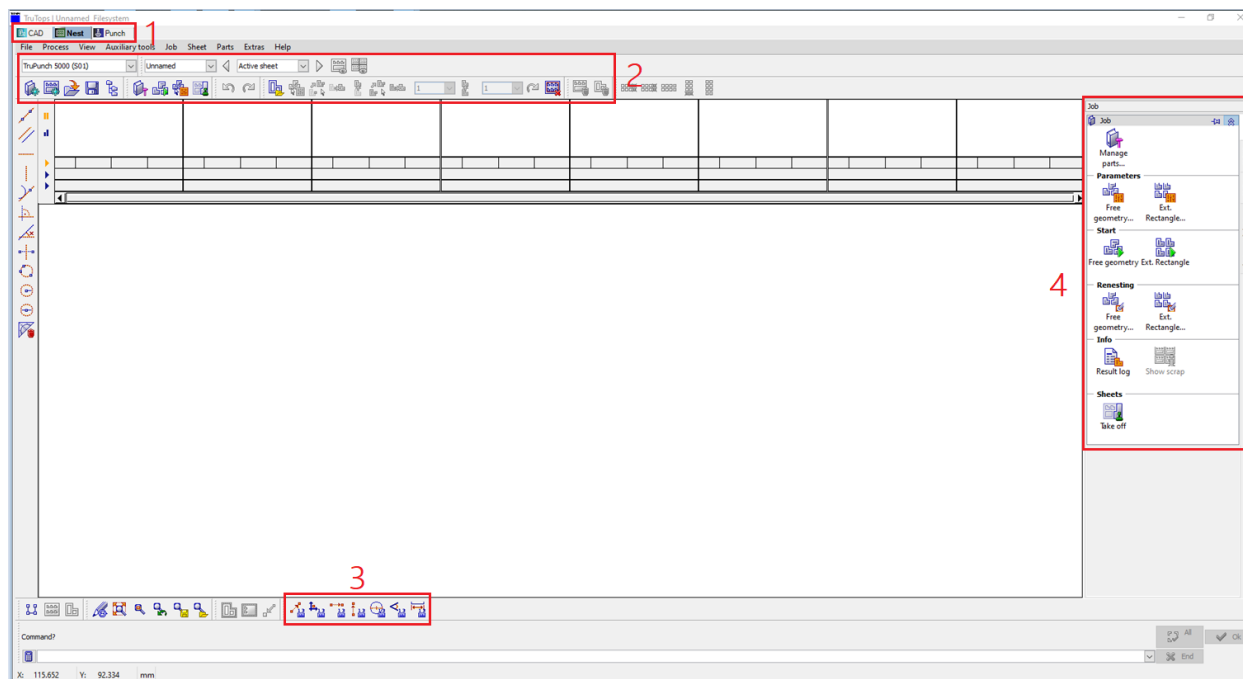 TruTops | Unnamed Filesystem
CAD Nest Punch 1
File Process View Auxiliary tools Job Sheet Parts Extras Help
TruPunch 5000 (S01) Unnamed Active sheet
2
1 1
Job
Job
Manage
parts...
Parameters
Free Ext.
geometry... Rectangle...
Start
Free geometry Ext. Rectangle
4
Renesting
Free Ext.
geometry... Rectangle...
Info
Result log Show scrap
Sheets
Take off
3
Command?
All
Ok
End
X: 115.652 Y: 92.334 mm